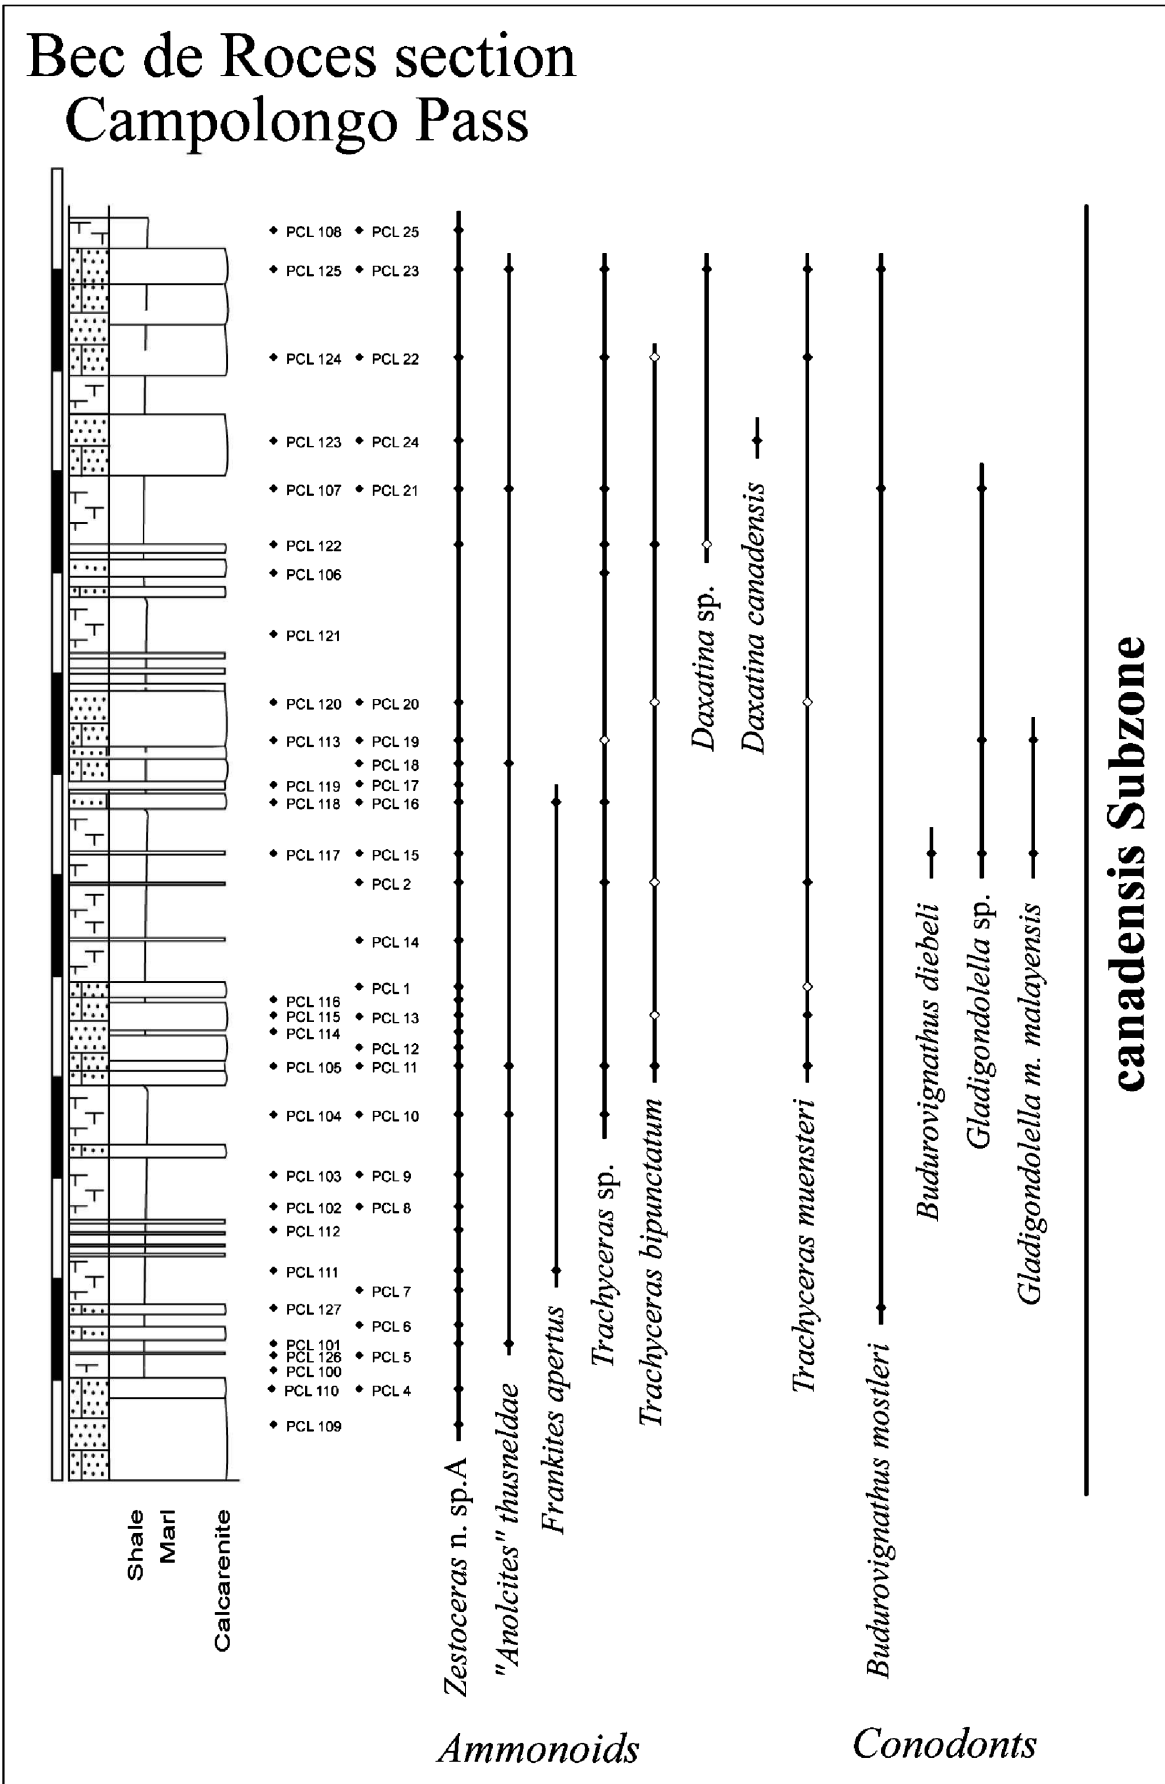 Bec de Roces section
Campolongo Pass
PCL 108 PCL 25
PCL 125 PCL 23
PCL 124 PCL 22
PCL 123 PCL 24
PCL 107 PCL 21
PCL 122
PCL 106
PCL 121
PCL 120 PCL 20
PCL 113 PCL 19
PCL 18
PCL 119 PCL 17
PCL 118 PCL 16
PCL 117 PCL 15
PCL 2
PCL 14
PCL 1
PCL 116
PCL 115 PCL 13
PCL 114
PCL 12
PCL 105 PCL 11
PCL 104 PCL 10
PCL 103 PCL 9
PCL 102 PCL 8
PCL 112
PCL 111
PCL 7
PCL 127
PCL 6
PCL 101
PCL 126 PCL 5
PCL 100
PCL 110 PCL 4
PCL 109
Shale
Marl
Calcarenite
Zestoceras n. sp.A
"Anolcites" thusneldae
Frankites apertus
Trachyceras sp.
Trachyceras bipunctatum
Daxatina sp.
Daxatina canadensis
Trachyceras muensteri
Budurovignathus mostleri
Budurovignathus diebeli
Gladigondolella sp.
Gladigondolella m. malayensis
canadensis Subzone
Ammonoids
Conodonts